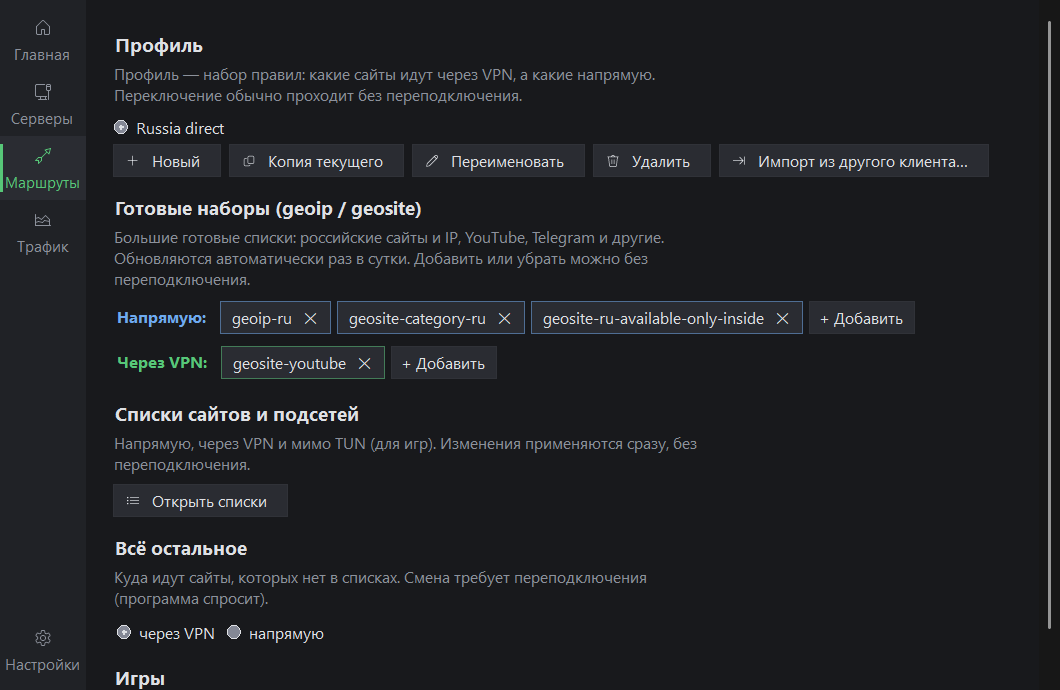 Главная
Серверы
Маршруты
Трафик
Настройки
Профиль
Профиль — набор правил: какие сайты идут через VPN, а какие напрямую.
Переключение обычно проходит без переподключения.
Russia direct
+ Новый Копия текущего Переименовать Удалить Импорт из другого клиента...
Готовые наборы (geoip / geosite)
Большие готовые списки: российские сайты и IP, YouTube, Telegram и другие.
Обновляются автоматически раз в сутки. Добавить или убрать можно без
переподключения.
Напрямую: geoip-ru geosite-category-ru geosite-ru-available-only-inside + Добавить
Через VPN: geosite-youtube + Добавить
Списки сайтов и подсетей
Напрямую, через VPN и мимо TUN (для игр). Изменения применяются сразу, без
переподключения.
Открыть списки
Всё остальное
Куда идут сайты, которых нет в списках. Смена требует переподключения
(программа спросит).
через VPN напрямую
Игры